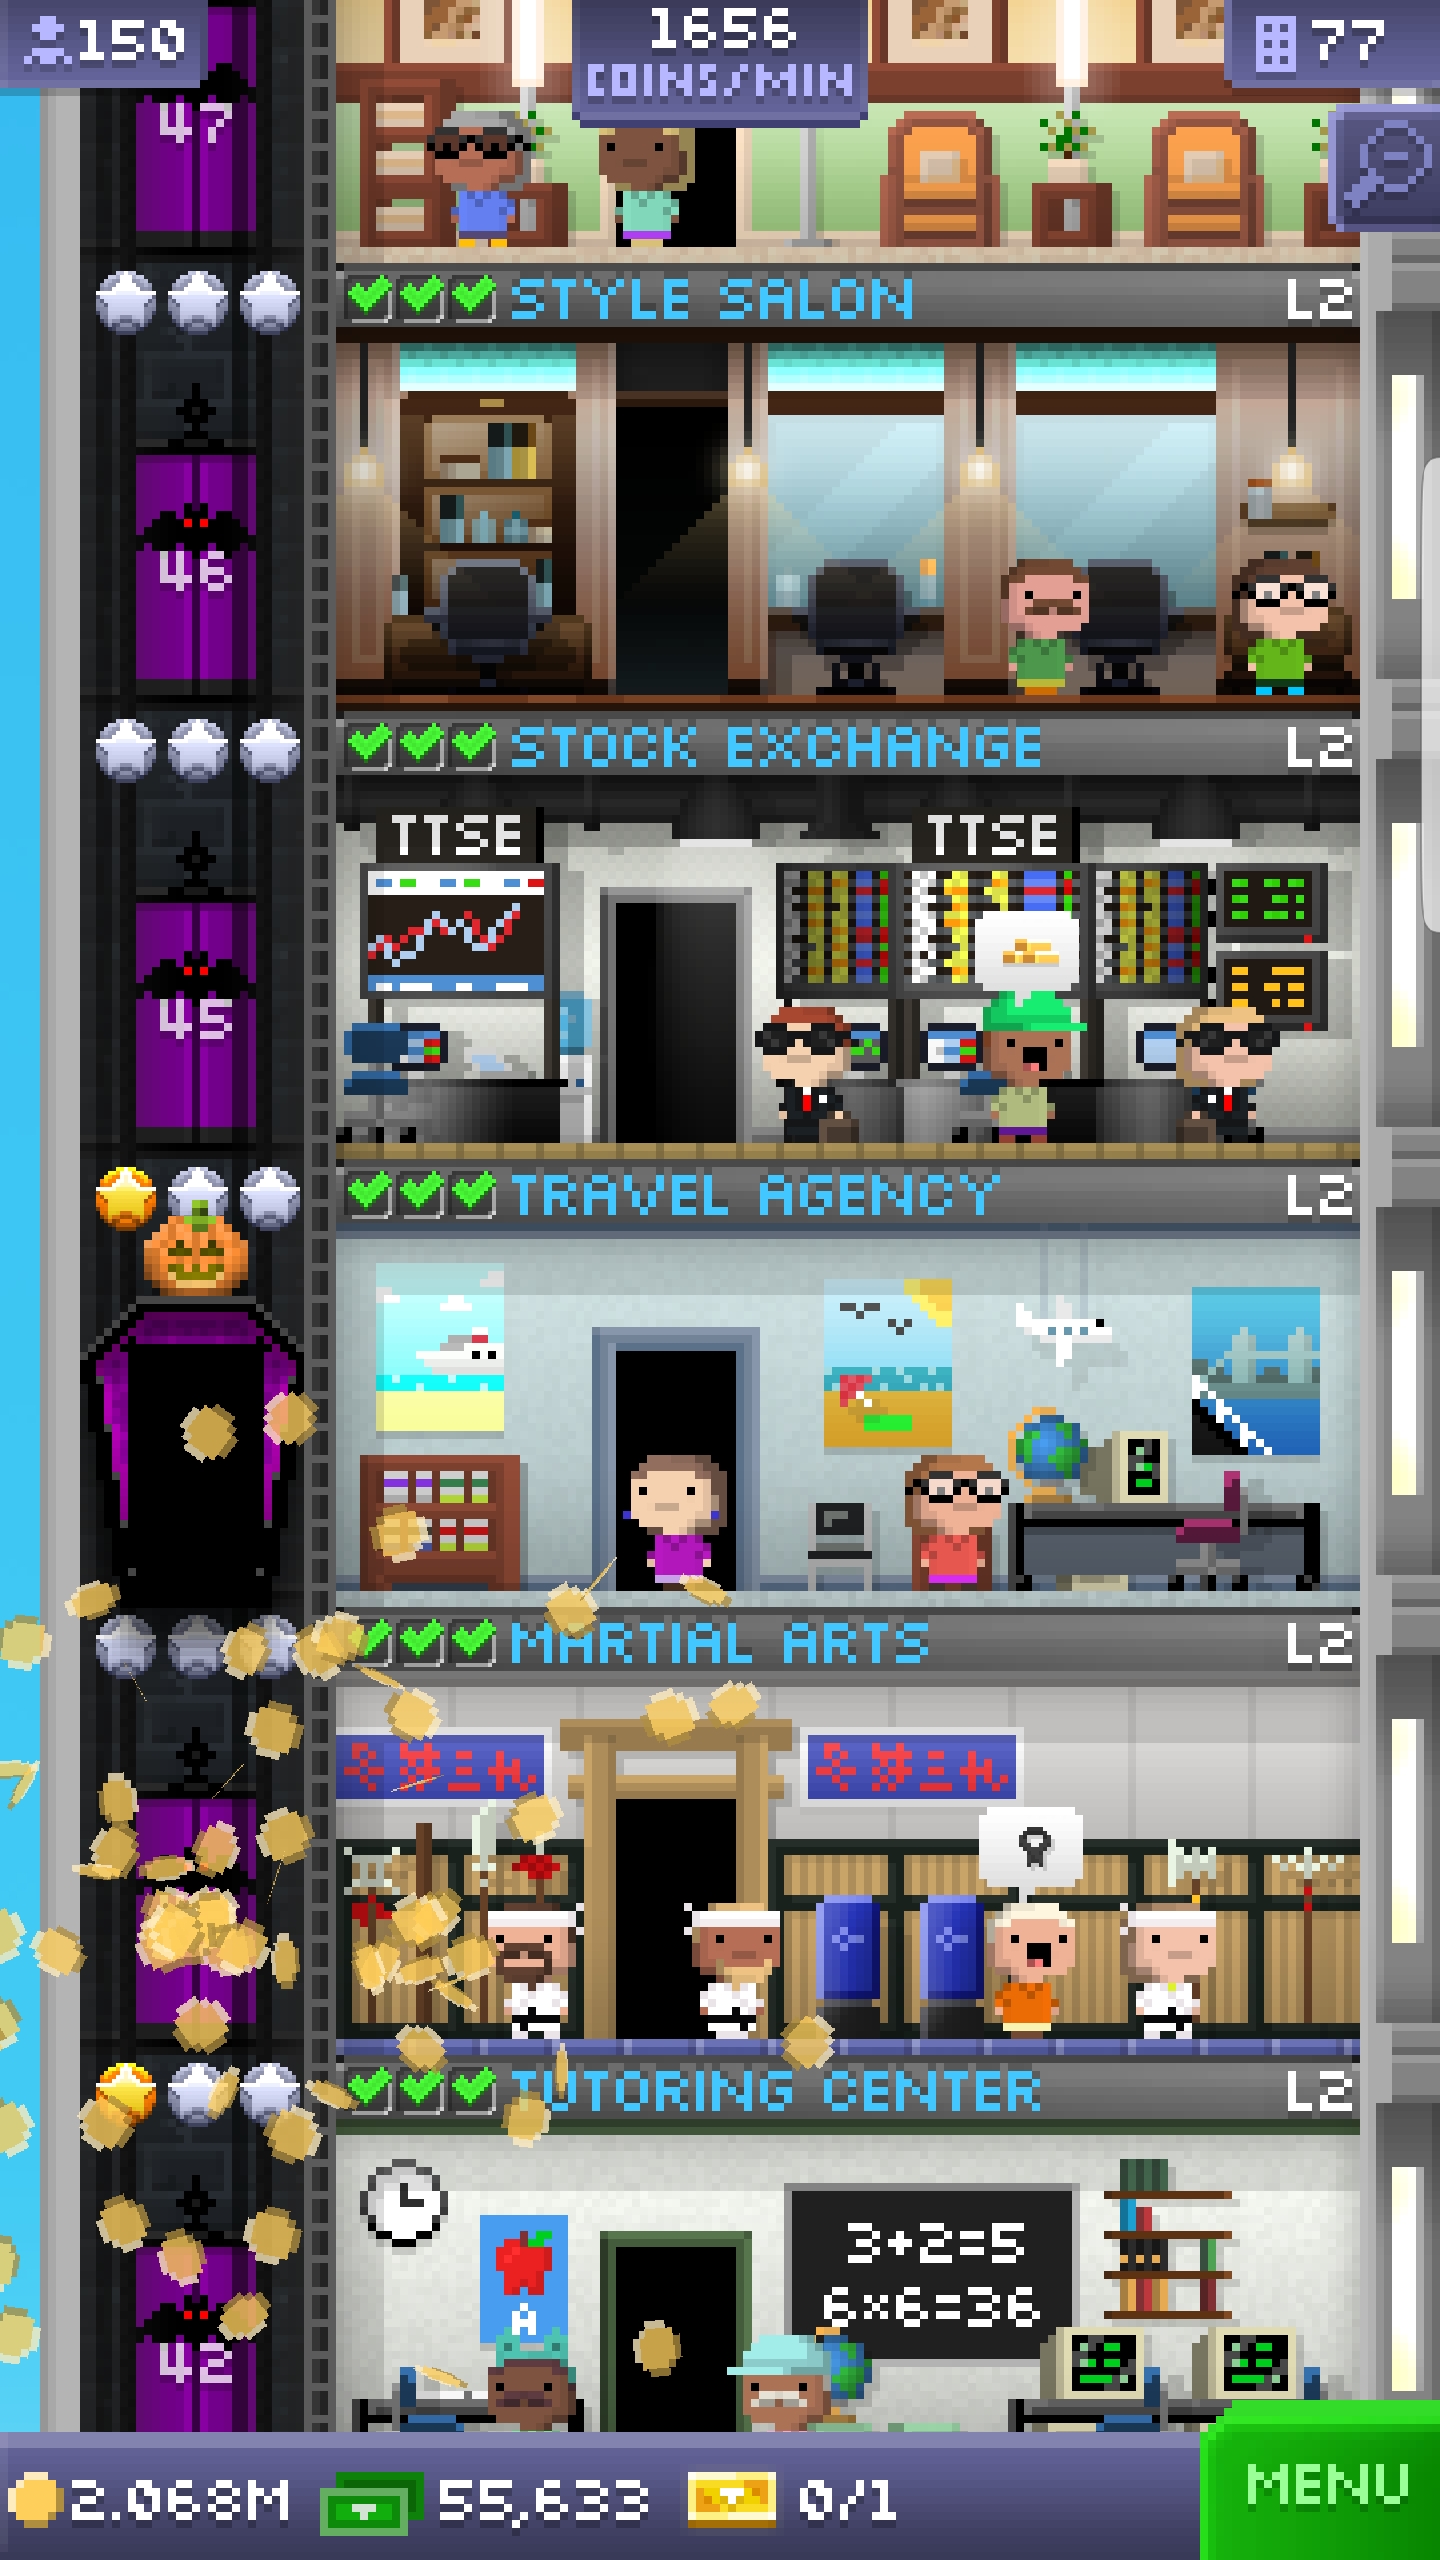 150
1656
COINS/MIN
77
47
STYLE SALON L2
46
STOCK EXCHANGE L2
TTSE TTSE
45
TRAVEL AGENCY L2
MARTIAL ARTS L2
TUTORING CENTER L2
3+2=5
6×6=36
A
42
2.068M 55,633 0/1
MENU